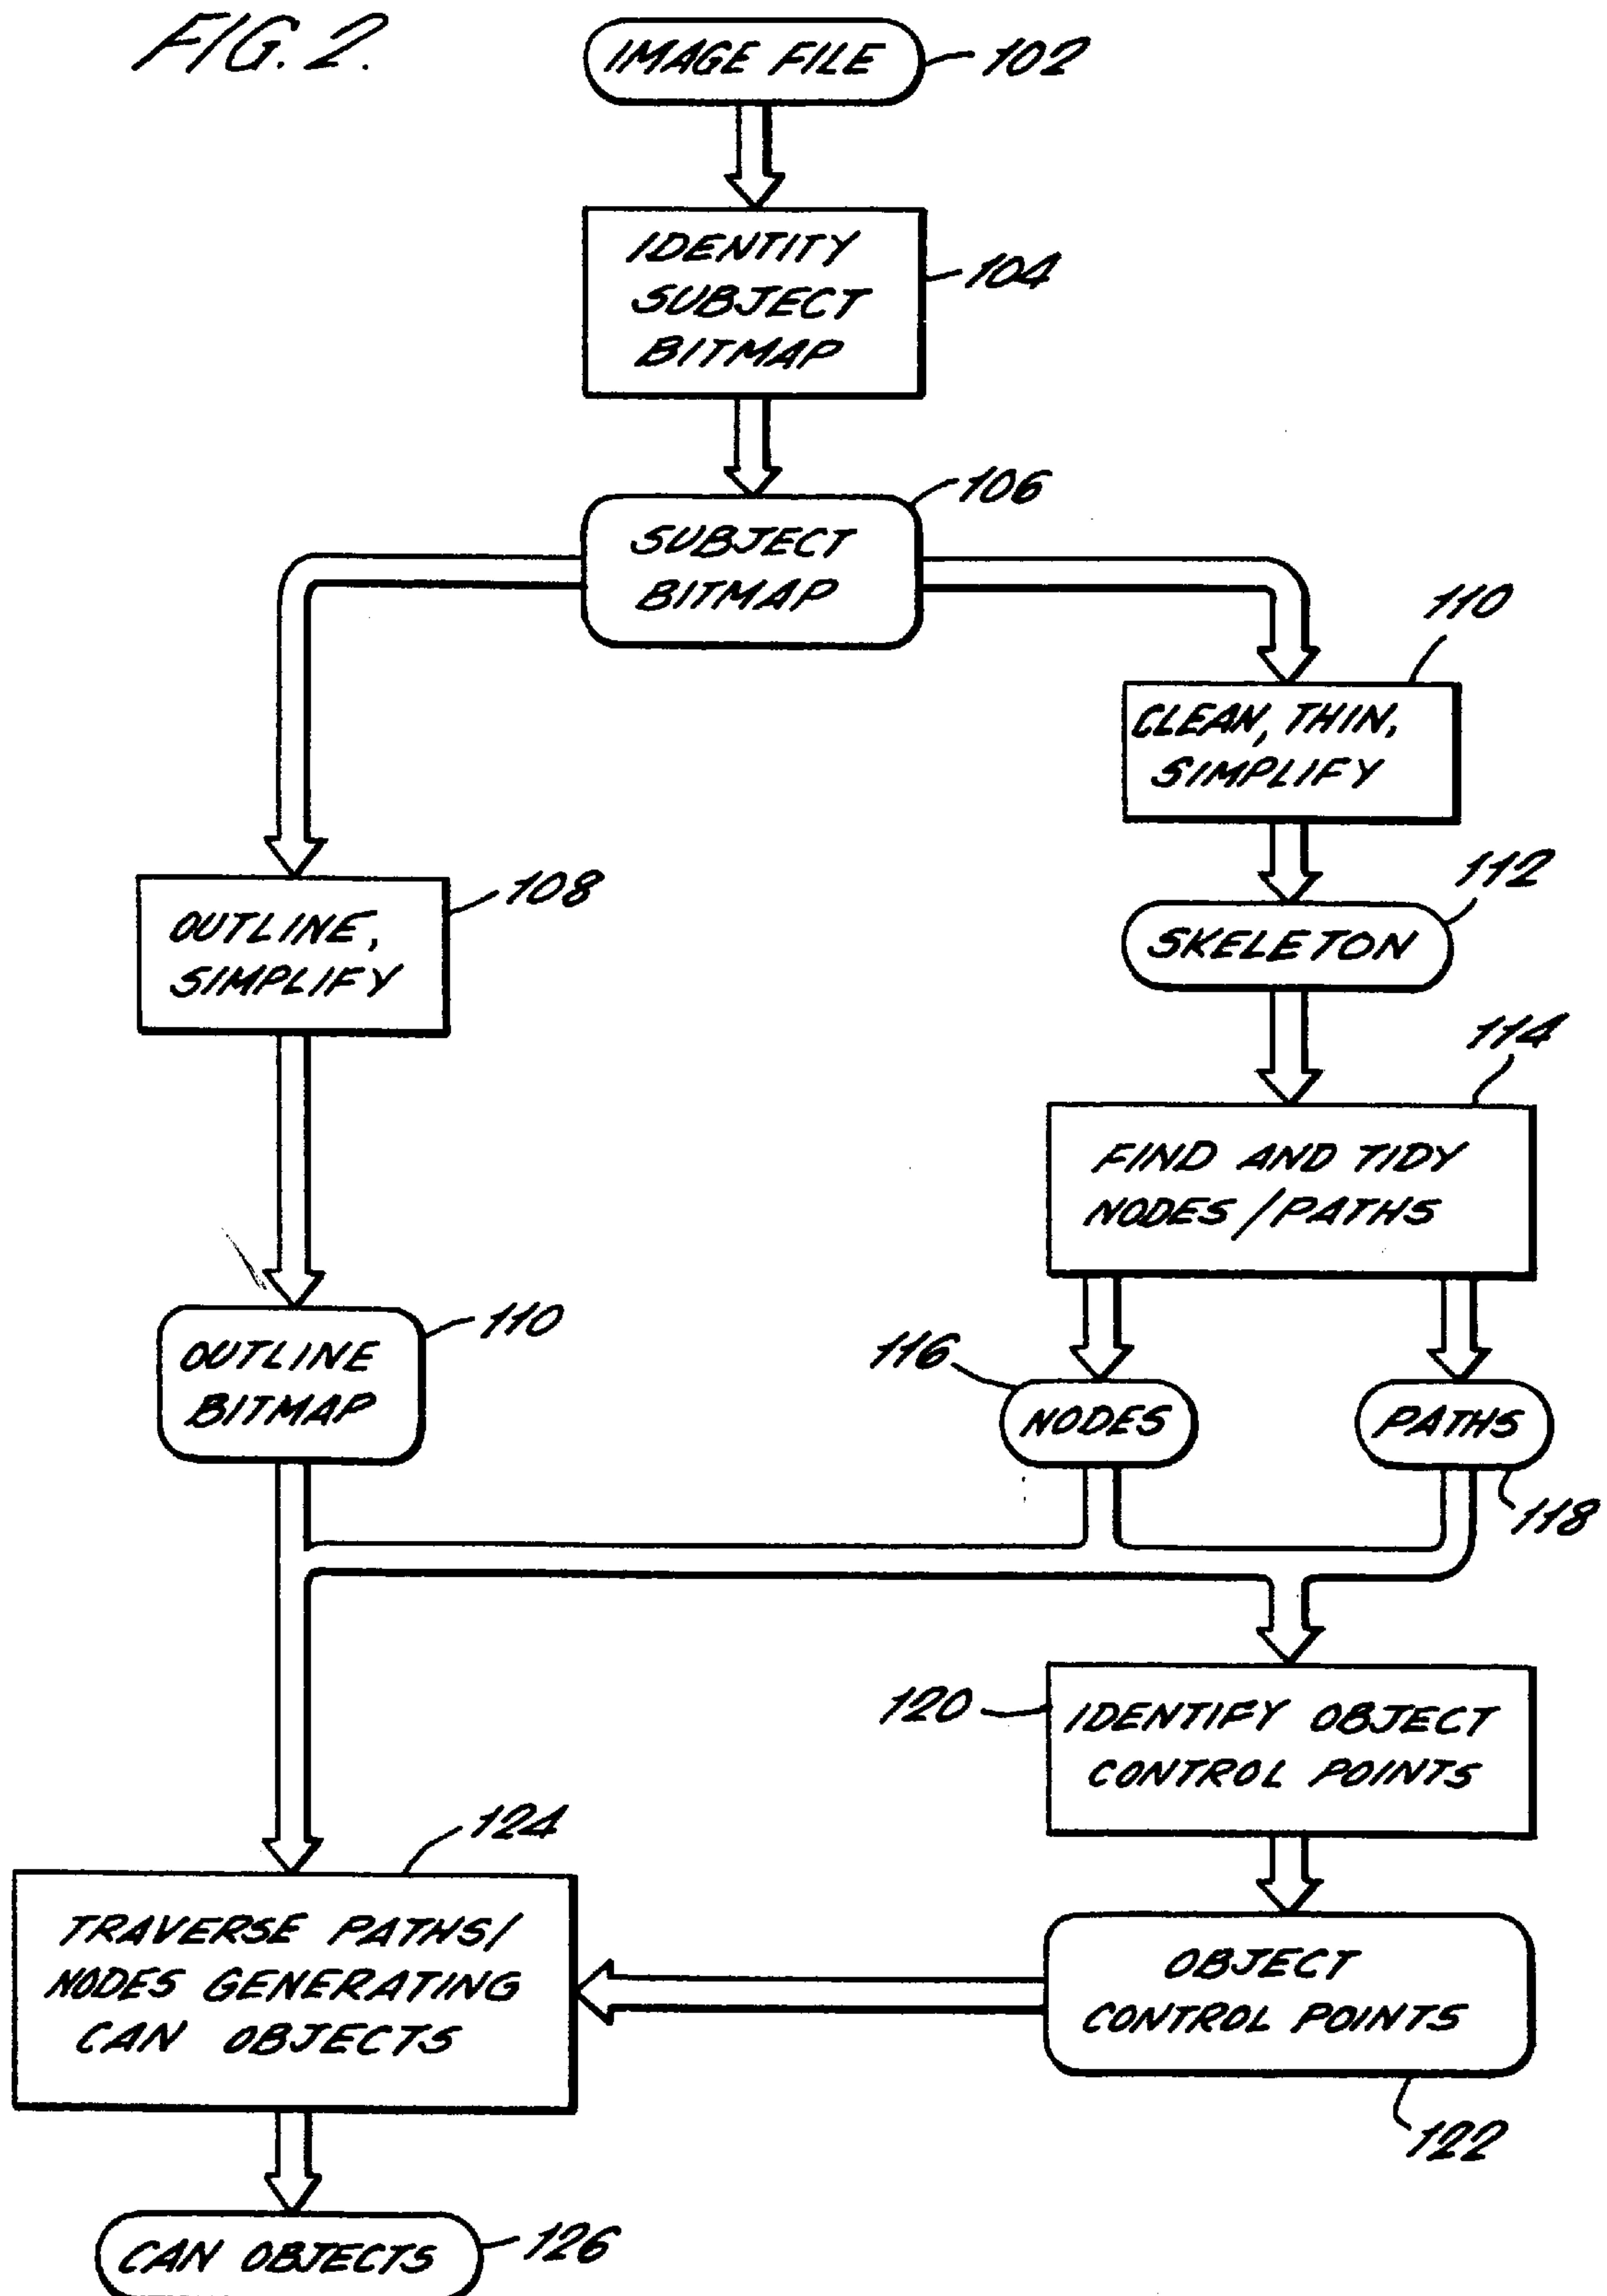 FIG. 2.
IMAGE FILE
102
IDENTITY
SUBJECT
BITMAP
104
106
SUBJECT
BITMAP
110
CLEAN, THIN,
SIMPLIFY
108
OUTLINE,
SIMPLIFY
112
SKELETON
114
FIND AND TIDY
NODES/PATHS
110
OUTLINE
BITMAP
116
NODES
PATHS
118
120
IDENTIFY OBJECT
CONTROL POINTS
124
TRAVERSE PATHS/
NODES GENERATING
CAN OBJECTS
OBJECT
CONTROL POINTS
122
CAN OBJECTS
126